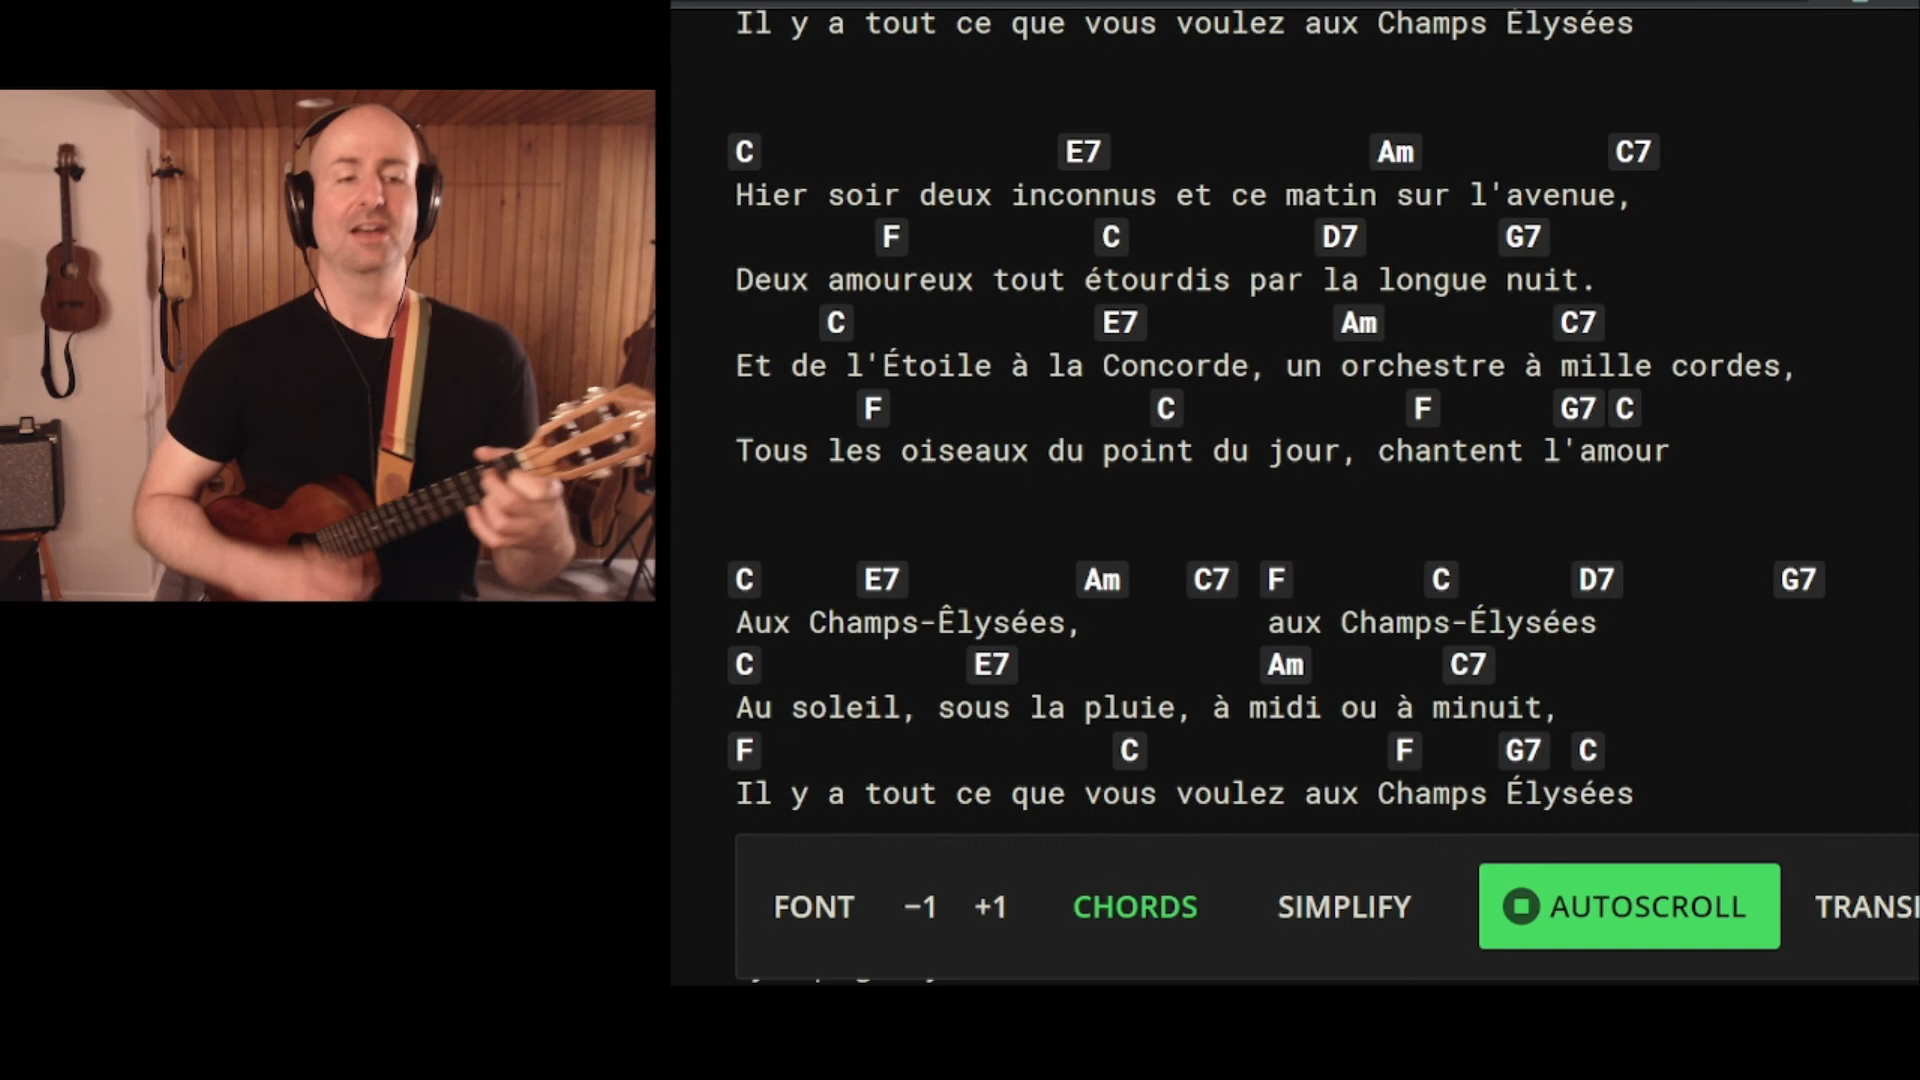 Il y a tout ce que vous voulez aux Champs Élysées
C E7 Am C7
Hier soir deux inconnus et ce matin sur l'avenue,
F C D7 G7
Deux amoureux tout étourdis par la longue nuit.
C E7 Am C7
Et de l'Étoile à la Concorde, un orchestre à mille cordes,
F C F G7 C
Tous les oiseaux du point du jour, chantent l'amour
C E7 Am C7 F C D7 G7
Aux Champs-Êlysées, aux Champs-Élysées
C E7 Am C7
Au soleil, sous la pluie, à midi ou à minuit,
F C F G7 C
Il y a tout ce que vous voulez aux Champs Élysées
FONT −1 +1 CHORDS SIMPLIFY AUTOSCROLL TRANS